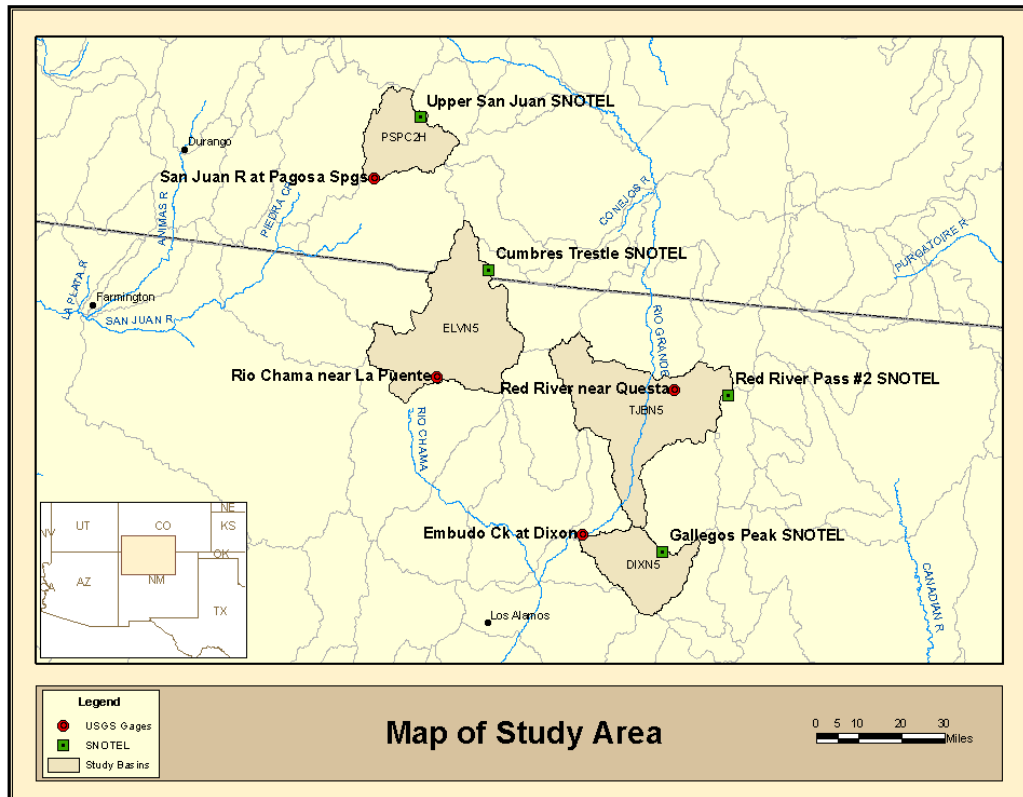 Upper San Juan SNOTEL
PSPC2H
Durango
San Juan R at Pagosa Spgs
ANIMAS R
PIEDRA CR
CONEJOS R
PURGATOIRE R
Cumbres Trestle SNOTEL
LA PLATA R
Farmington
SAN JUAN R
ELVN5
RIO GRANDE
Rio Chama near La Puente
Red River near Questa
Red River Pass #2 SNOTEL
TJBN5
RIO CHAMA
Embudo Ck at Dixon
Gallegos Peak SNOTEL
DIXN5
CANADIAN R
Los Alamos
NE
NV
UT
CO
KS
OK
AZ
NM
TX
Legend
USGS Gages
SNOTEL
Study Basins
Map of Study Area
0 5 10 20 30
Miles